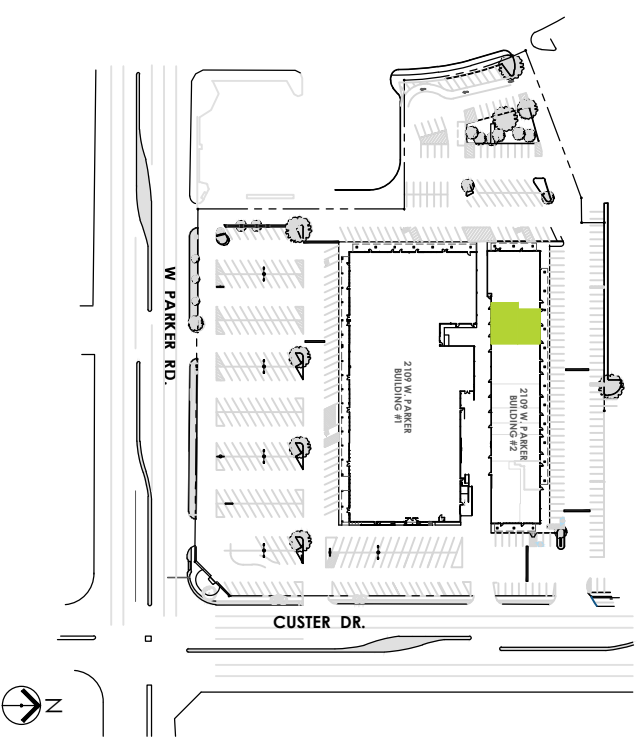 W PARKER RD.
2109 W. PARKER
BUILDING #1
2109 W. PARKER
BUILDING #2
CUSTER DR.
N